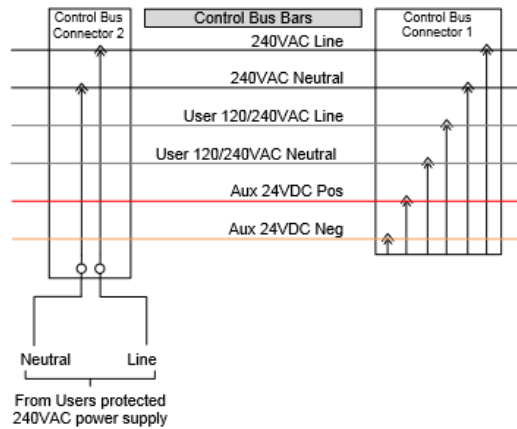 Control Bus
Connector 2
Control Bus Bars
Control Bus
Connector 1
240VAC Line
240VAC Neutral
User 120/240VAC Line
User 120/240VAC Neutral
Aux 24VDC Pos
Aux 24VDC Neg
Neutral
Line
From Users protected
240VAC power supply